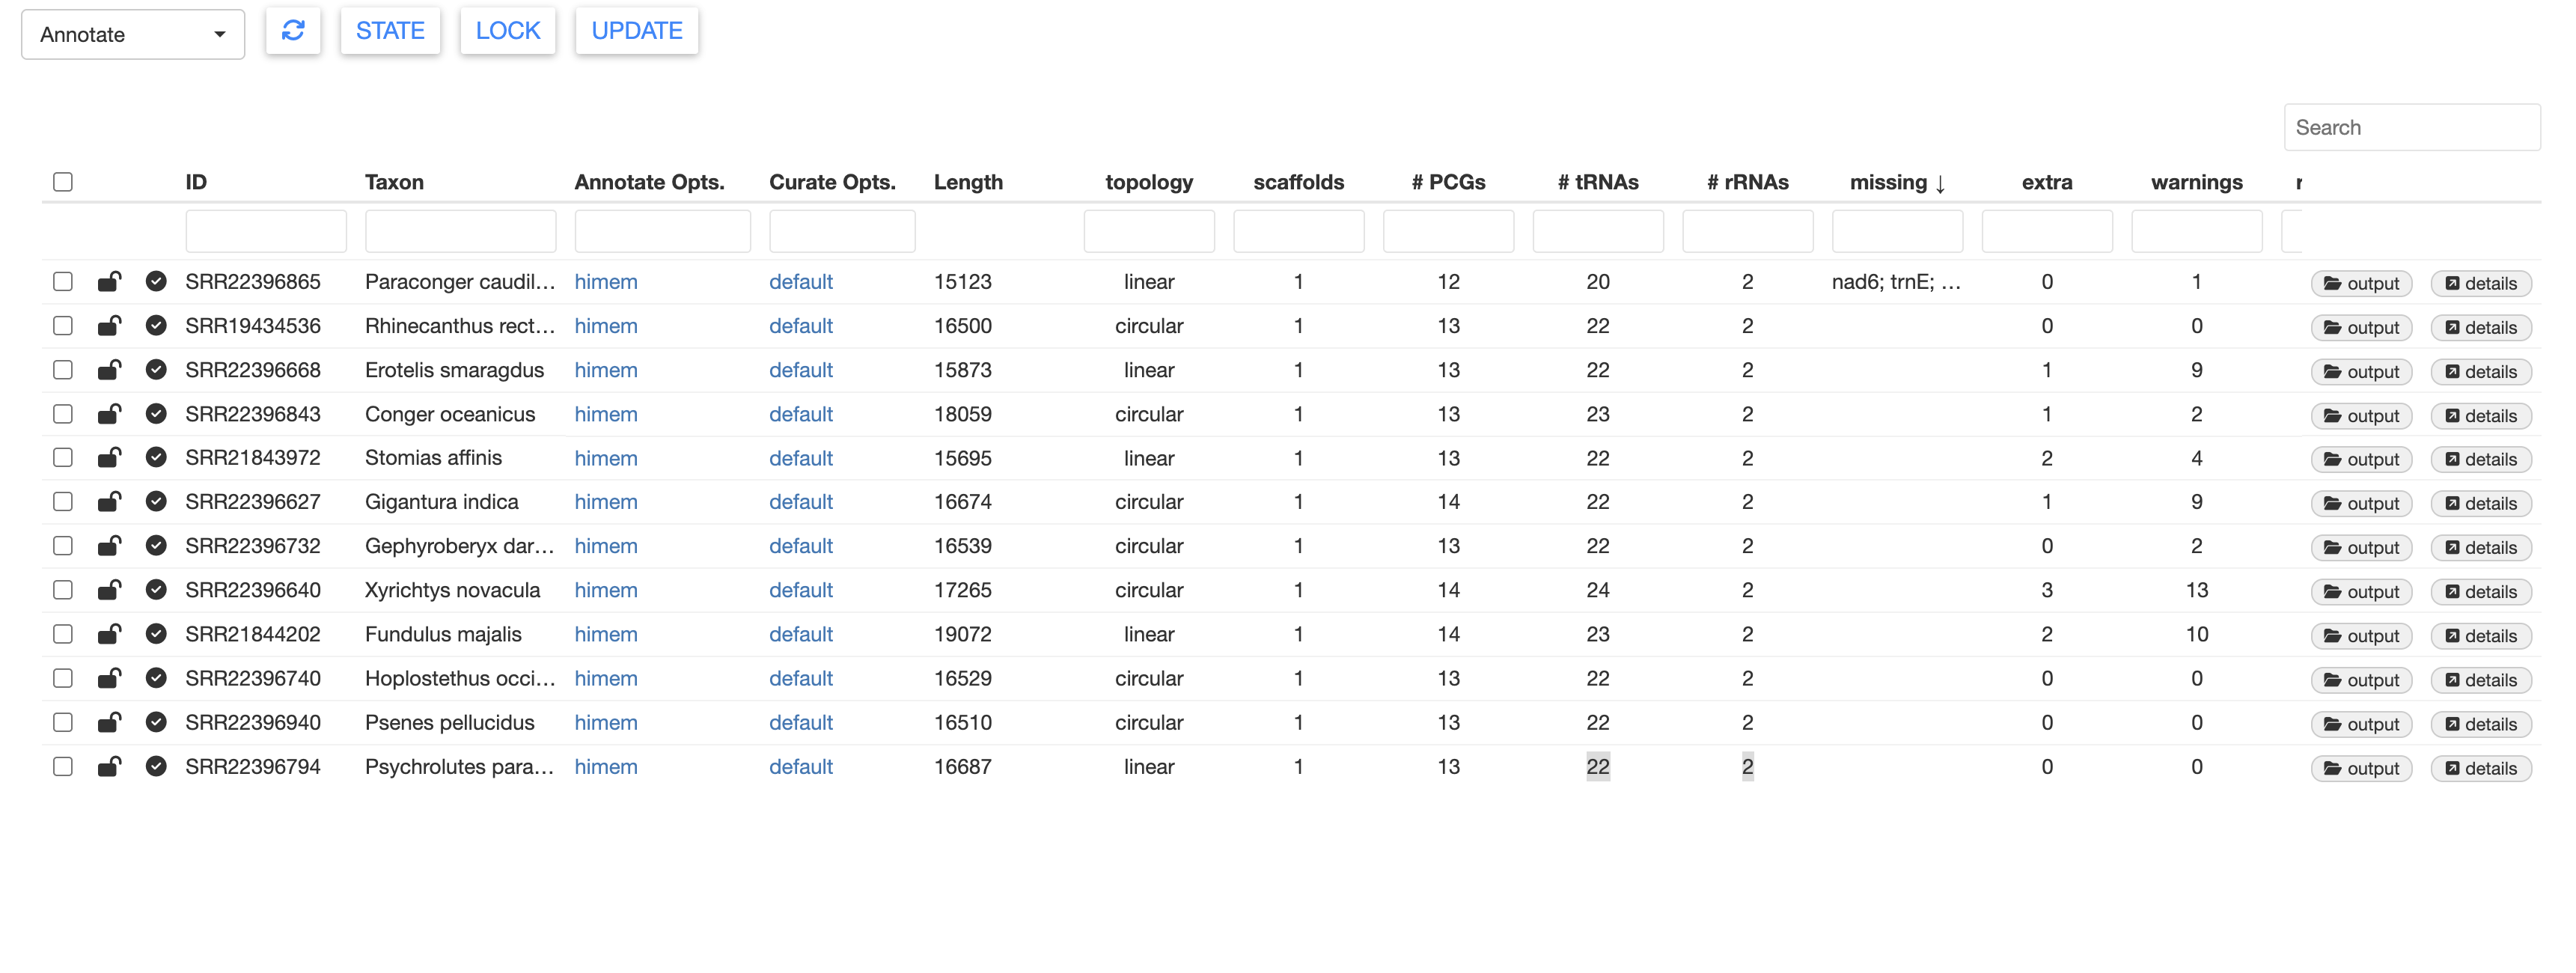 Annotate STATE LOCK UPDATE
Search
ID Taxon Annotate Opts. Curate Opts. Length topology scaffolds # PCGs # tRNAs # rRNAs missing ↓ extra warnings r
SRR22396865 Paraconger caudil... himem default 15123 linear 1 12 20 2 nad6; trnE; ... 0 1 output details
SRR19434536 Rhinecanthus rect... himem default 16500 circular 1 13 22 2 0 0 output details
SRR22396668 Erotelis smaragdus himem default 15873 linear 1 13 22 2 1 9 output details
SRR22396843 Conger oceanicus himem default 18059 circular 1 13 23 2 1 2 output details
SRR21843972 Stomias affinis himem default 15695 linear 1 13 22 2 2 4 output details
SRR22396627 Gigantura indica himem default 16674 circular 1 14 22 2 1 9 output details
SRR22396732 Gephyroberyx dar... himem default 16539 circular 1 13 22 2 0 2 output details
SRR22396640 Xyrichtys novacula himem default 17265 circular 1 14 24 2 3 13 output details
SRR21844202 Fundulus majalis himem default 19072 linear 1 14 23 2 2 10 output details
SRR22396740 Hoplostethus occi... himem default 16529 circular 1 13 22 2 0 0 output details
SRR22396940 Psenes pellucidus himem default 16510 circular 1 13 22 2 0 0 output details
SRR22396794 Psychrolutes para... himem default 16687 linear 1 13 22 2 0 0 output details